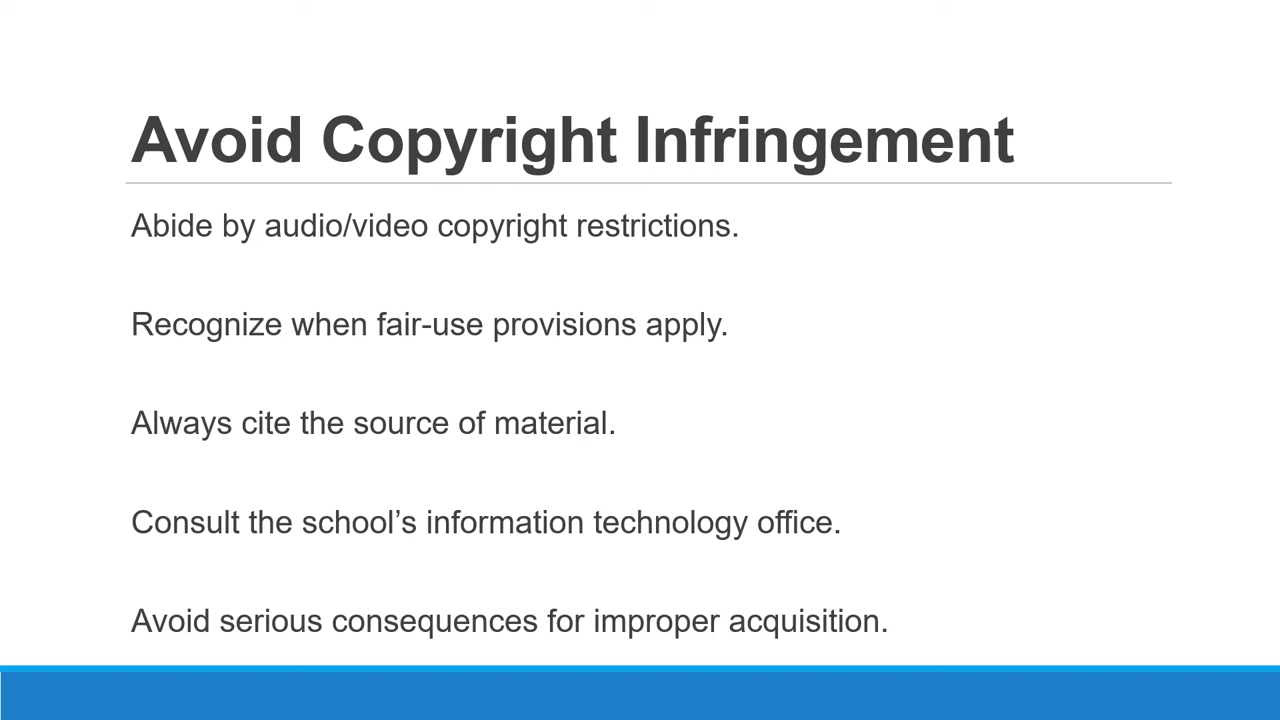 Avoid Copyright Infringement
Abide by audio/video copyright restrictions.
Recognize when fair-use provisions apply.
Always cite the source of material.
Consult the school’s information technology office.
Avoid serious consequences for improper acquisition.